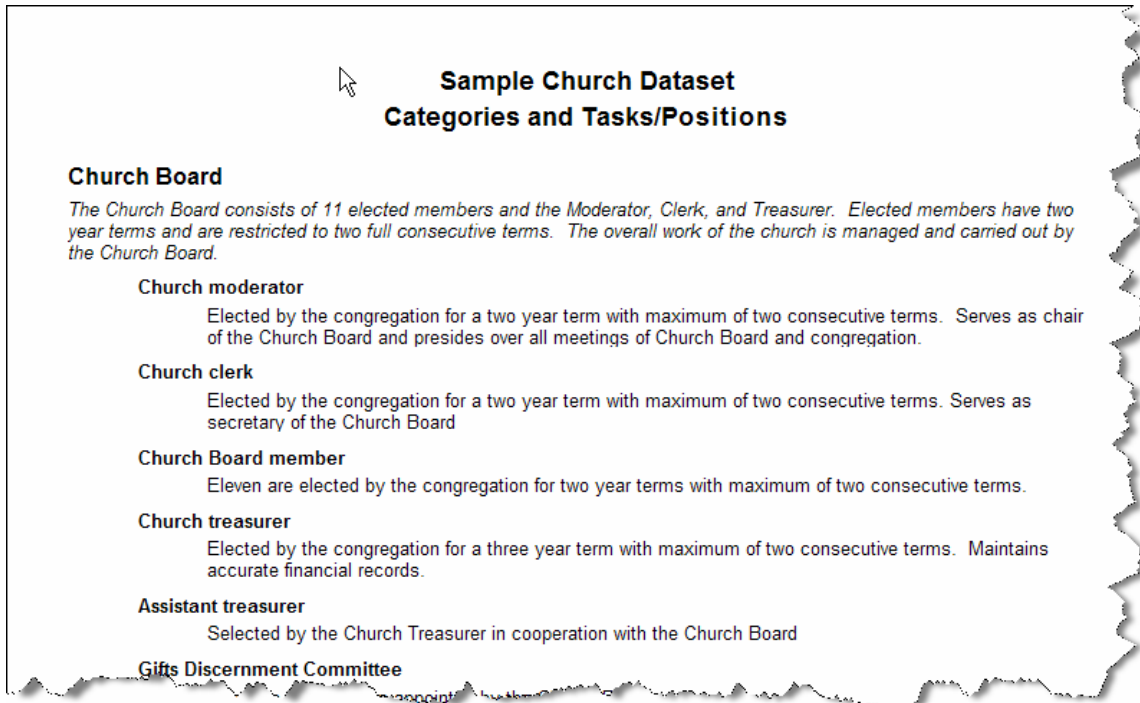 Sample Church Dataset
Categories and Tasks/Positions
Church Board
The Church Board consists of 11 elected members and the Moderator, Clerk, and Treasurer.  Elected members have two
year terms and are restricted to two full consecutive terms.  The overall work of the church is managed and carried out by
the Church Board.
Church moderator
Elected by the congregation for a two year term with maximum of two consecutive terms.  Serves as chair
of the Church Board and presides over all meetings of Church Board and congregation.
Church clerk
Elected by the congregation for a two year term with maximum of two consecutive terms. Serves as
secretary of the Church Board
Church Board member
Eleven are elected by the congregation for two year terms with maximum of two consecutive terms.
Church treasurer
Elected by the congregation for a three year term with maximum of two consecutive terms.  Maintains
accurate financial records.
Assistant treasurer
Selected by the Church Treasurer in cooperation with the Church Board
Gifts Discernment Committee